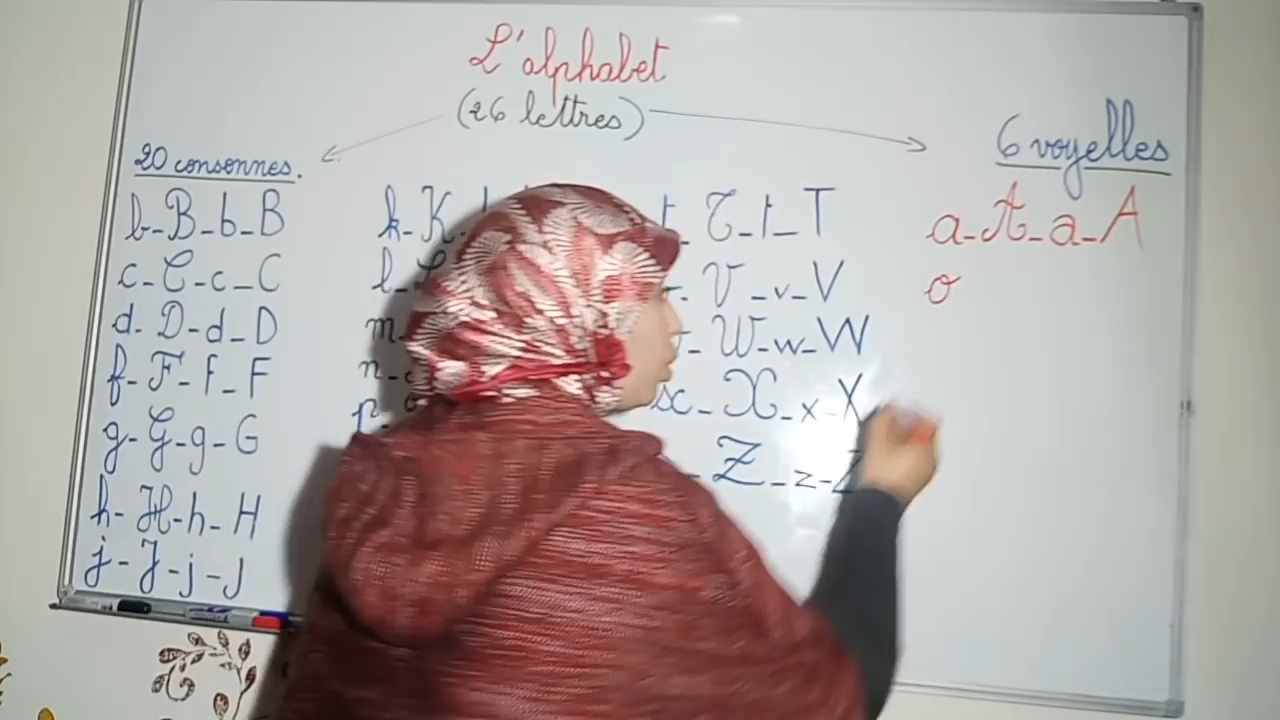 L'alphabet
(26 lettres)
20 consonnes.
6 voyelles
b-B-b-B
c-C-c-C
d-D-d-D
f-F-f-F
g-G-g-G
h-H-h-H
j-J-j-J
k-K-
l-
m-
n-
p-
t - T-t-T
- V-v-V
- W-w-W
x-X-x-X
- Z-z-Z
a-A-a-A
o